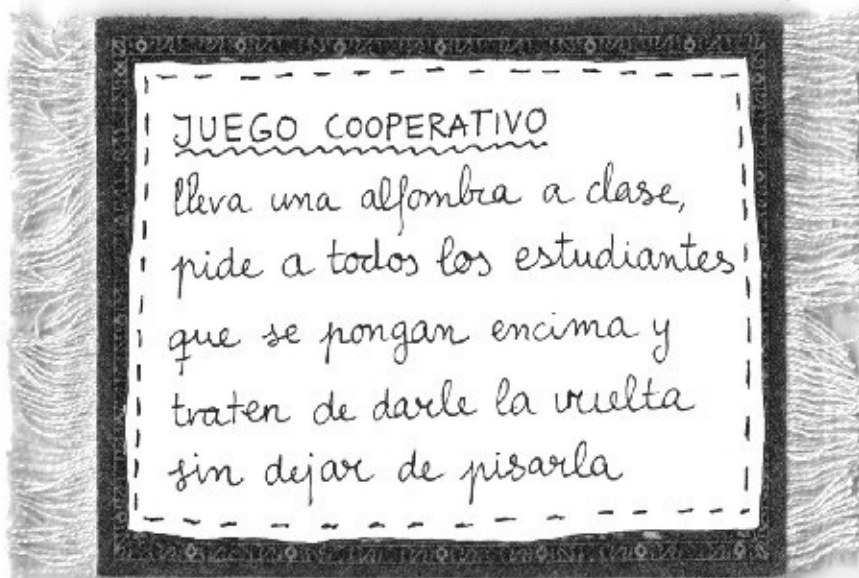 JUEGO COOPERATIVO
lleva una alfombra a clase,
pide a todos los estudiantes
que se pongan encima y
traten de darle la vuelta
sin dejar de pisarla